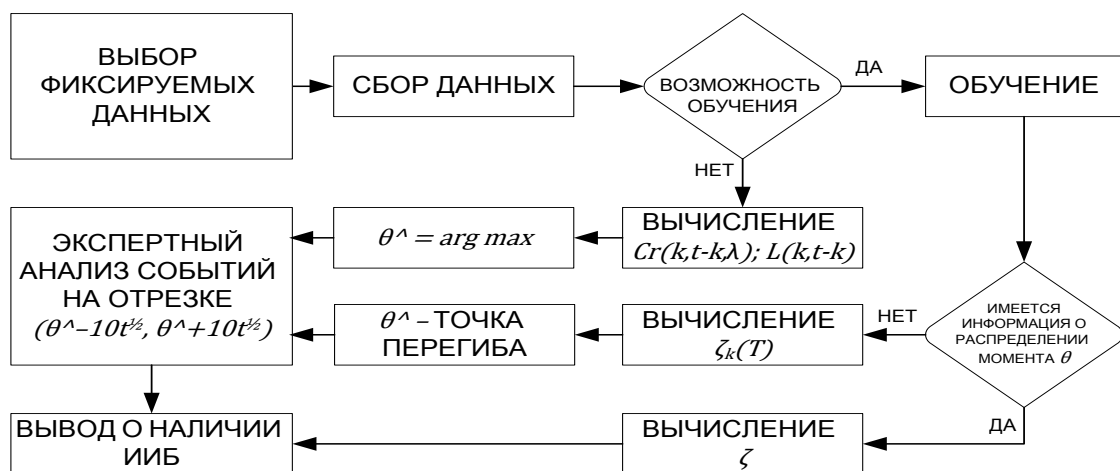 ВЫБОР
ФИКСИРУЕМЫХ
ДАННЫХ
СБОР ДАННЫХ
ВОЗМОЖНОСТЬ
ОБУЧЕНИЯ
ДА
ОБУЧЕНИЕ
НЕТ
ЭКСПЕРТНЫЙ
АНАЛИЗ СОБЫТИЙ
НА ОТРЕЗКЕ
(θ^–10t½, θ^+10t½)
θ^ = arg max
ВЫЧИСЛЕНИЕ
Cr(k,t-k,λ); L(k,t-k)
θ^ – ТОЧКА
ПЕРЕГИБА
ВЫЧИСЛЕНИЕ
ζₖ(T)
НЕТ
ИМЕЕТСЯ
ИНФОРМАЦИЯ О
РАСПРЕДЕЛЕНИИ
МОМЕНТА θ
ДА
ВЫВОД О НАЛИЧИИ
ИИБ
ВЫЧИСЛЕНИЕ
ζ